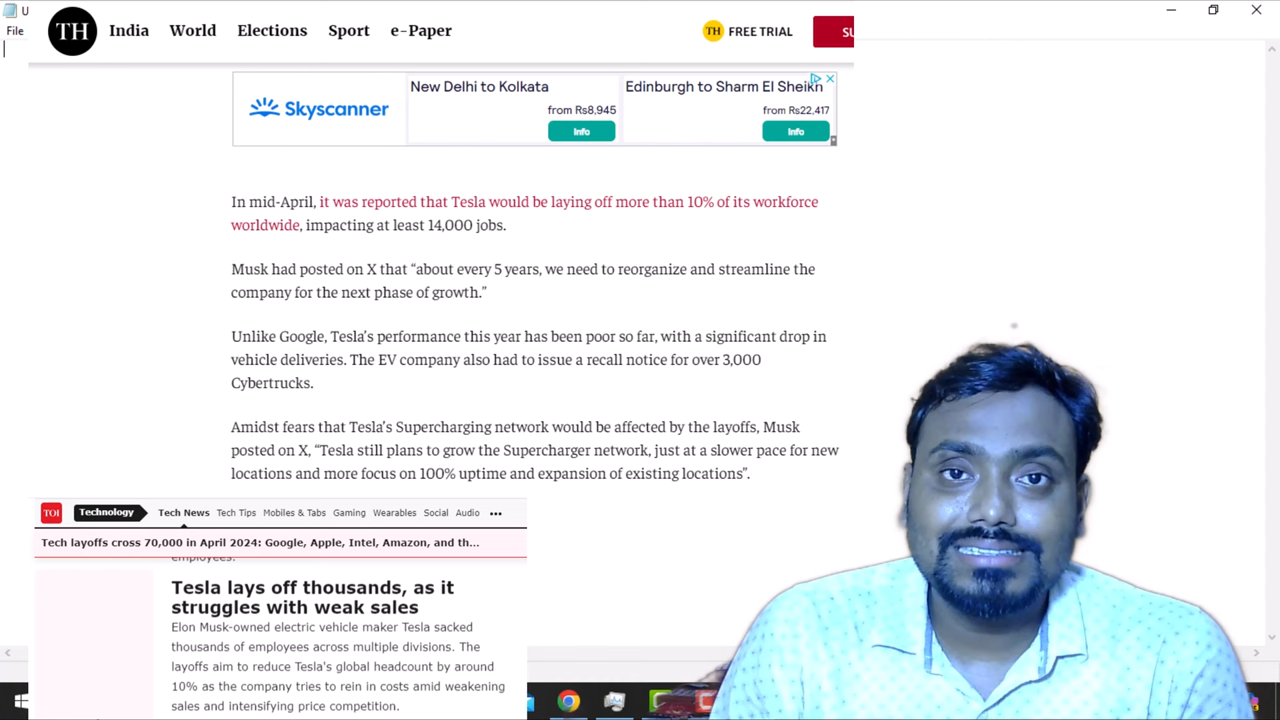 U
File
TH
India World Elections Sport e-Paper
TH FREE TRIAL
SU
Skyscanner
New Delhi to Kolkata
from Rs8,945
Info
Edinburgh to Sharm El Sheikh
from Rs22,417
Info
In mid-April, it was reported that Tesla would be laying off more than 10% of its workforce
worldwide, impacting at least 14,000 jobs.
Musk had posted on X that “about every 5 years, we need to reorganize and streamline the
company for the next phase of growth.”
Unlike Google, Tesla’s performance this year has been poor so far, with a significant drop in
vehicle deliveries. The EV company also had to issue a recall notice for over 3,000
Cybertrucks.
Amidst fears that Tesla’s Supercharging network would be affected by the layoffs, Musk
posted on X, “Tesla still plans to grow the Supercharger network, just at a slower pace for new
locations and more focus on 100% uptime and expansion of existing locations”.
TOI Technology Tech News Tech Tips Mobiles & Tabs Gaming Wearables Social Audio •••
Tech layoffs cross 70,000 in April 2024: Google, Apple, Intel, Amazon, and th...
employees.
Tesla lays off thousands, as it
struggles with weak sales
Elon Musk-owned electric vehicle maker Tesla sacked
thousands of employees across multiple divisions. The
layoffs aim to reduce Tesla's global headcount by around
10% as the company tries to rein in costs amid weakening
sales and intensifying price competition.